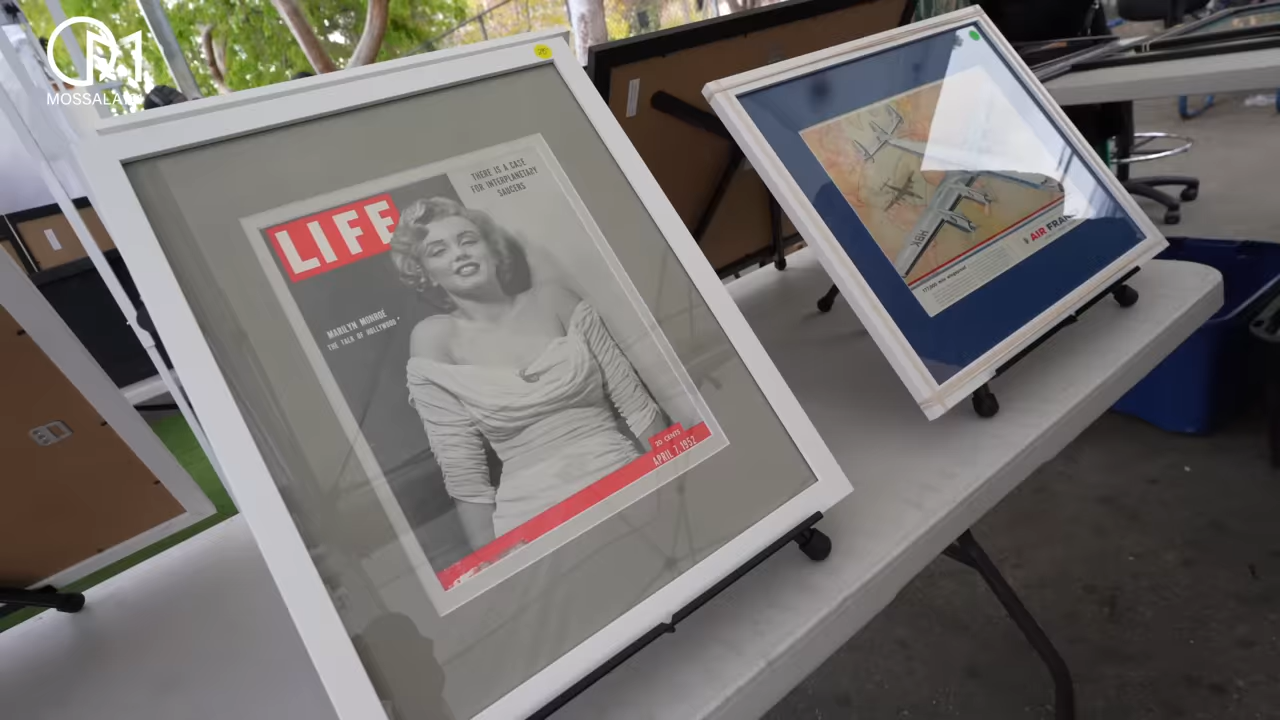 MOSSALAM
THERE IS A CASE
FOR INTERPLANETARY
SAUCERS
LIFE
MARILYN MONROE
THE TALK OF HOLLYWOOD
20 CENTS
APRIL 7, 1952
AIR FRAN